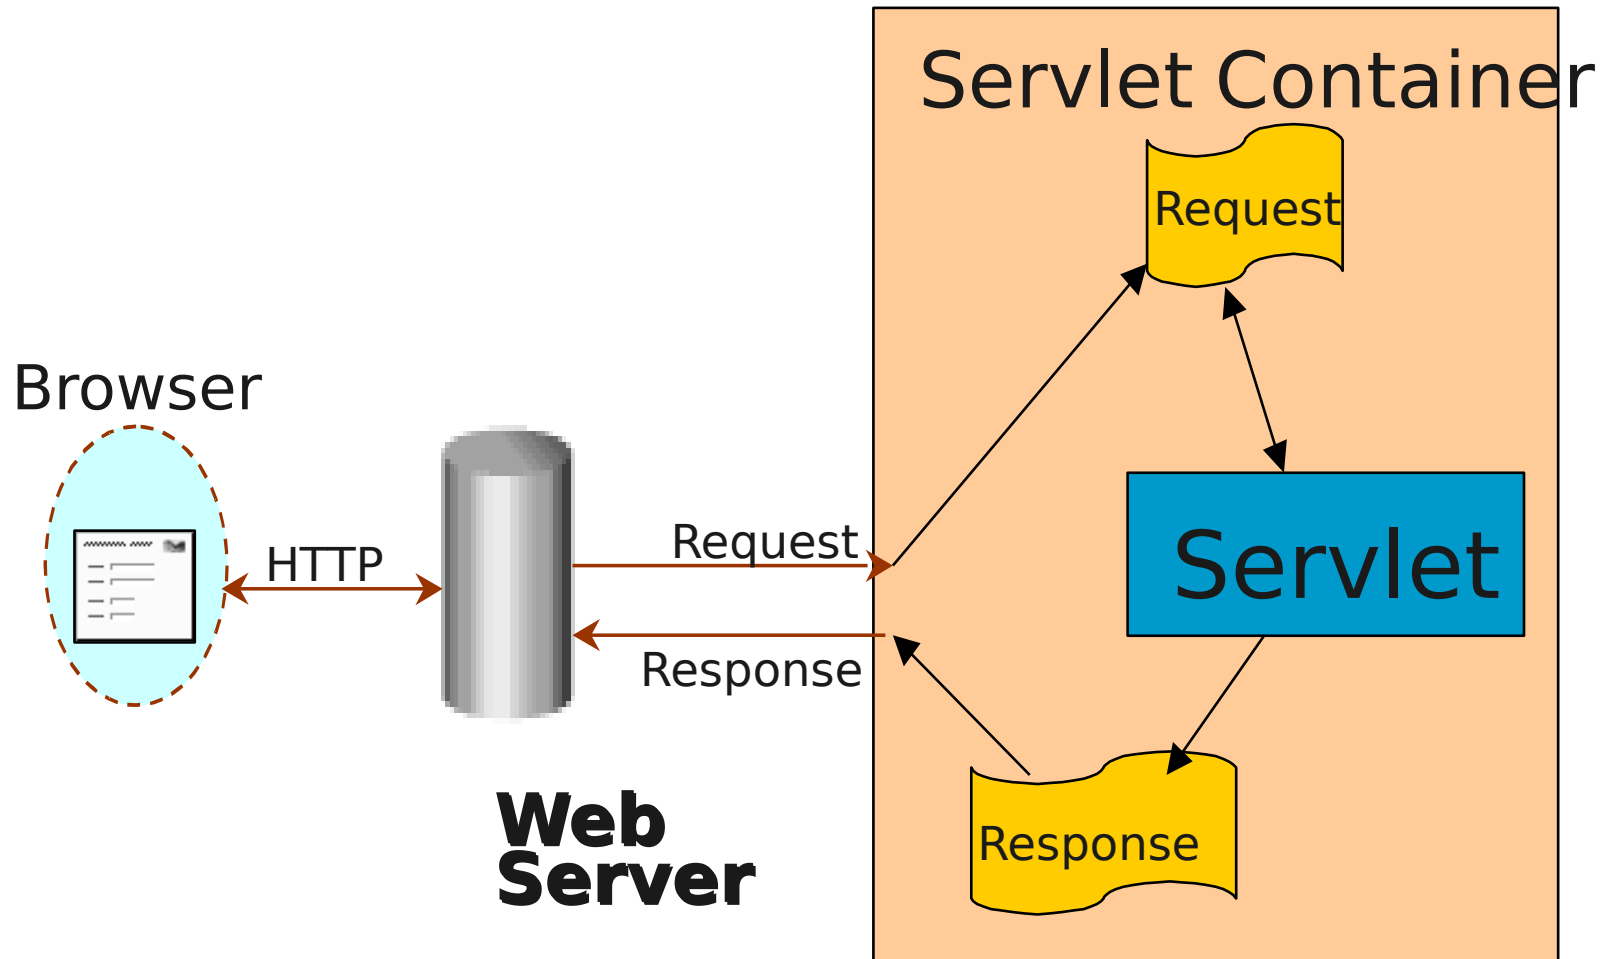 Servlet Container
Request
Browser
HTTP
Request
Servlet
Response
Web
Server
Response